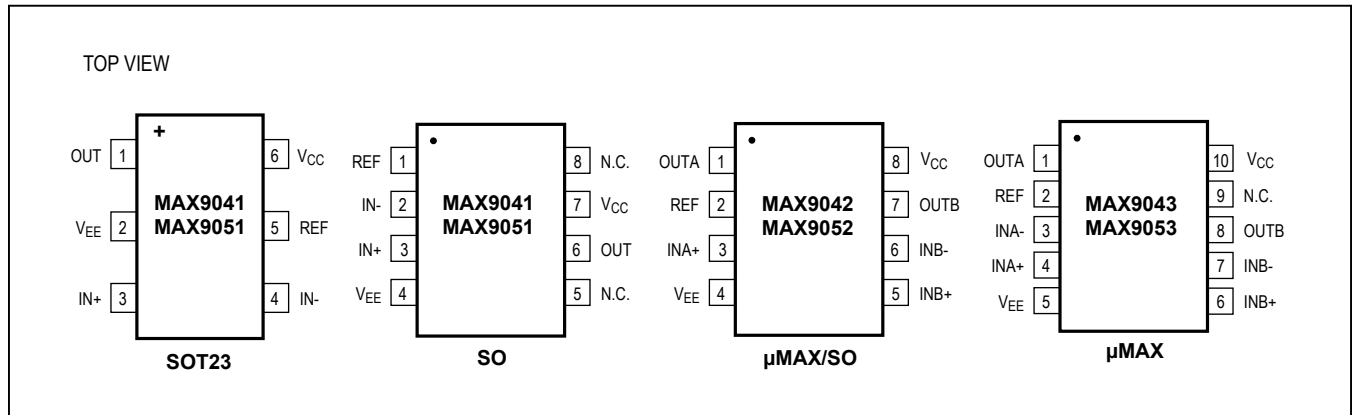 TOP VIEW
+
OUT 1
VEE 2
IN+ 3
MAX9041
MAX9051
6 VCC
5 REF
4 IN-
SOT23
REF 1
IN- 2
IN+ 3
VEE 4
MAX9041
MAX9051
8 N.C.
7 VCC
6 OUT
5 N.C.
SO
OUTA 1
REF 2
INA+ 3
VEE 4
MAX9042
MAX9052
8 VCC
7 OUTB
6 INB-
5 INB+
µMAX/SO
OUTA 1
REF 2
INA- 3
INA+ 4
VEE 5
MAX9043
MAX9053
10 VCC
9 N.C.
8 OUTB
7 INB-
6 INB+
µMAX